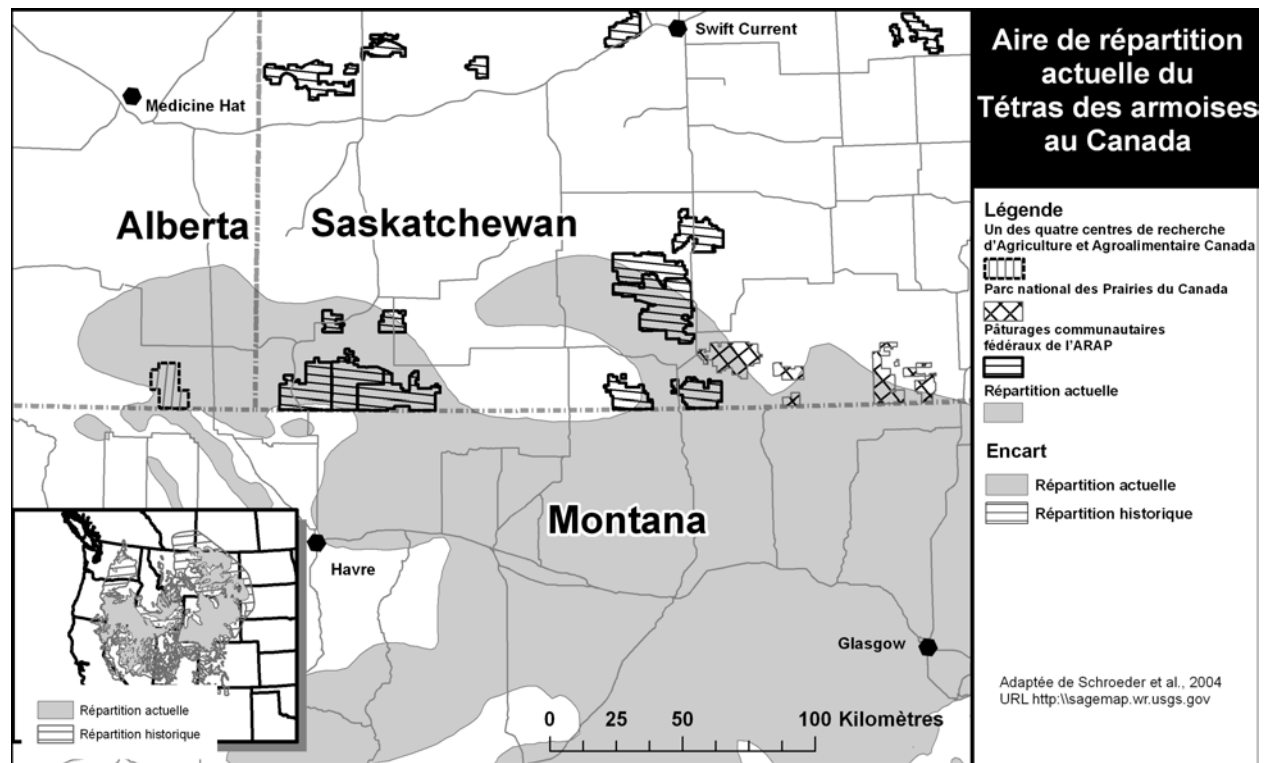 Aire de répartition
actuelle du
Tétras des armoises
au Canada
Légende
Un des quatre centres de recherche
d'Agriculture et Agroalimentaire Canada
Parc national des Prairies du Canada
Pâturages communautaires
fédéraux de l'ARAP
Répartition actuelle
Encart
Répartition actuelle
Répartition historique
Adaptée de Schroeder et al., 2004
URL http:\\sagemap.wr.usgs.gov
Swift Current
Medicine Hat
Alberta
Saskatchewan
Montana
Havre
Glasgow
0 25 50 100 Kilomètres
Répartition actuelle
Répartition historique